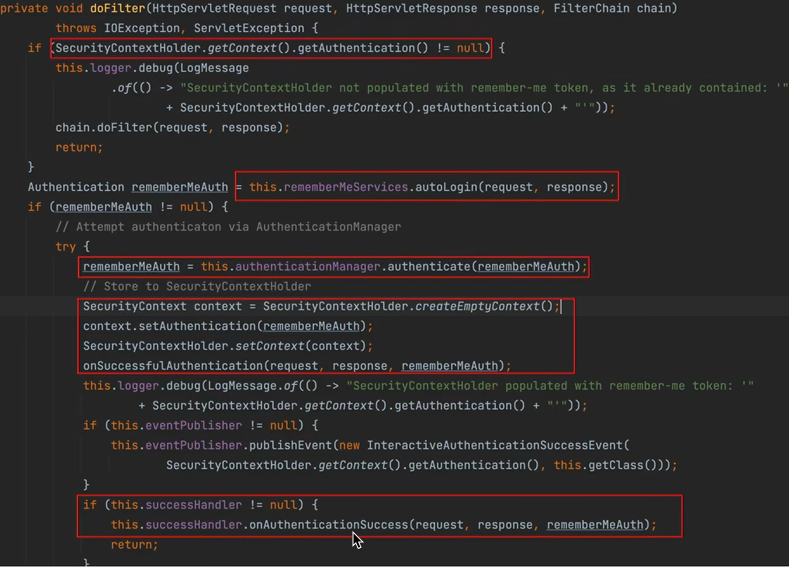 private void doFilter(HttpServletRequest request, HttpServletResponse response, FilterChain chain)
throws IOException, ServletException {
if (SecurityContextHolder.getContext().getAuthentication() != null) {
this.logger.debug(LogMessage
.of(() -> "SecurityContextHolder not populated with remember-me token, as it already contained: '"
+ SecurityContextHolder.getContext().getAuthentication() + "'"));
chain.doFilter(request, response);
return;
}
Authentication rememberMeAuth = this.rememberMeServices.autoLogin(request, response);
if (rememberMeAuth != null) {
// Attempt authenticaton via AuthenticationManager
try {
rememberMeAuth = this.authenticationManager.authenticate(rememberMeAuth);
// Store to SecurityContextHolder
SecurityContext context = SecurityContextHolder.createEmptyContext();
context.setAuthentication(rememberMeAuth);
SecurityContextHolder.setContext(context);
onSuccessfulAuthentication(request, response, rememberMeAuth);
this.logger.debug(LogMessage.of(() -> "SecurityContextHolder populated with remember-me token: '"
+ SecurityContextHolder.getContext().getAuthentication() + "'"));
if (this.eventPublisher != null) {
this.eventPublisher.publishEvent(new InteractiveAuthenticationSuccessEvent(
SecurityContextHolder.getContext().getAuthentication(), this.getClass()));
}
if (this.successHandler != null) {
this.successHandler.onAuthenticationSuccess(request, response, rememberMeAuth);
return;
}